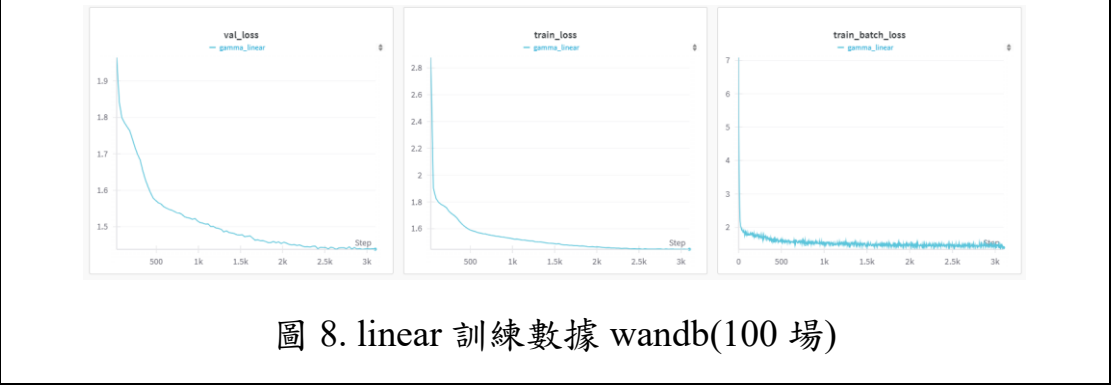 val_loss
gamma_linear
1.9
1.8
1.7
1.6
1.5
Step
500 1k 1.5k 2k 2.5k 3k
train_loss
gamma_linear
2.8
2.6
2.4
2.2
2
1.8
1.6
Step
500 1k 1.5k 2k 2.5k 3k
train_batch_loss
gamma_linear
7
6
5
4
3
2
Step
0 500 1k 1.5k 2k 2.5k 3k
圖 8. linear 訓練數據 wandb(100 場)